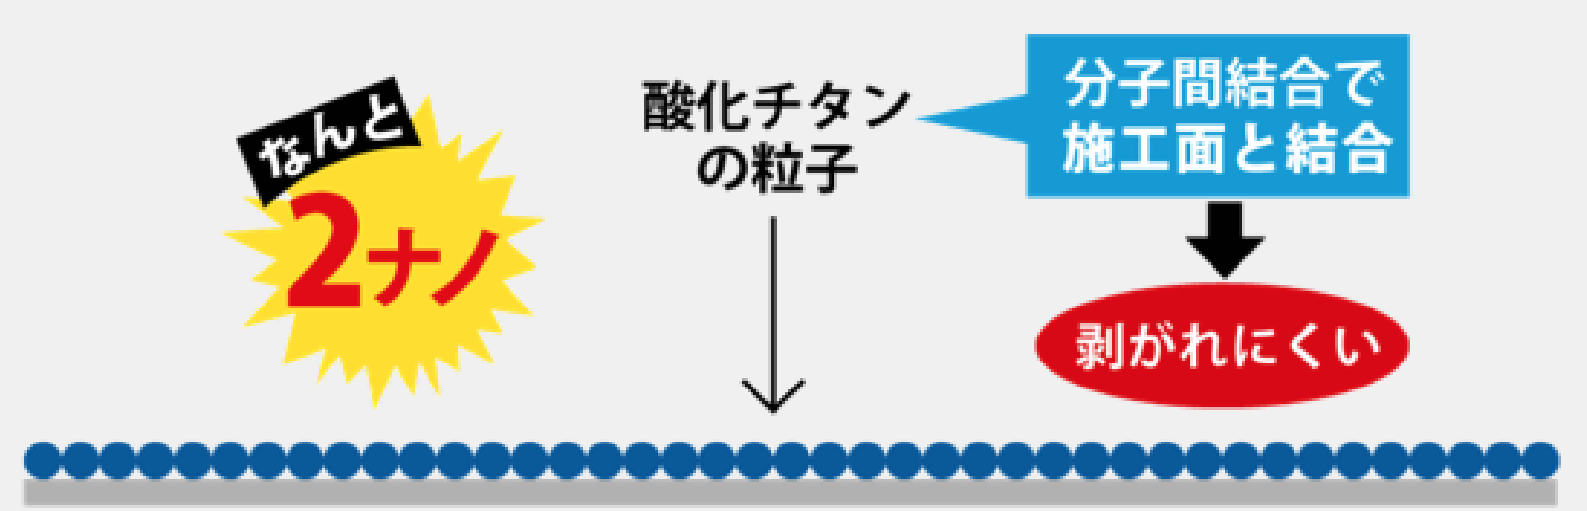 なんと
2ナノ
酸化チタン
の粒子
分子間結合で
施工面と結合
剥がれにくい